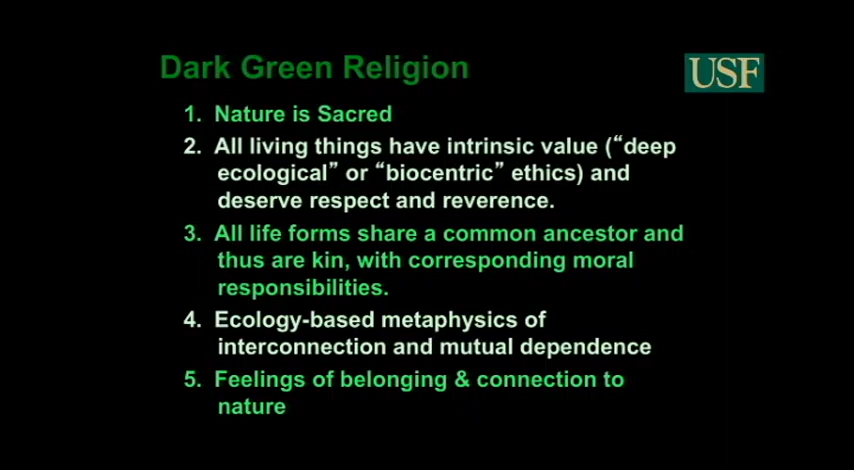 Dark Green Religion
USF
1. Nature is Sacred
2. All living things have intrinsic value (“deep
ecological” or “biocentric” ethics) and
deserve respect and reverence.
3. All life forms share a common ancestor and
thus are kin, with corresponding moral
responsibilities.
4. Ecology-based metaphysics of
interconnection and mutual dependence
5. Feelings of belonging & connection to
nature